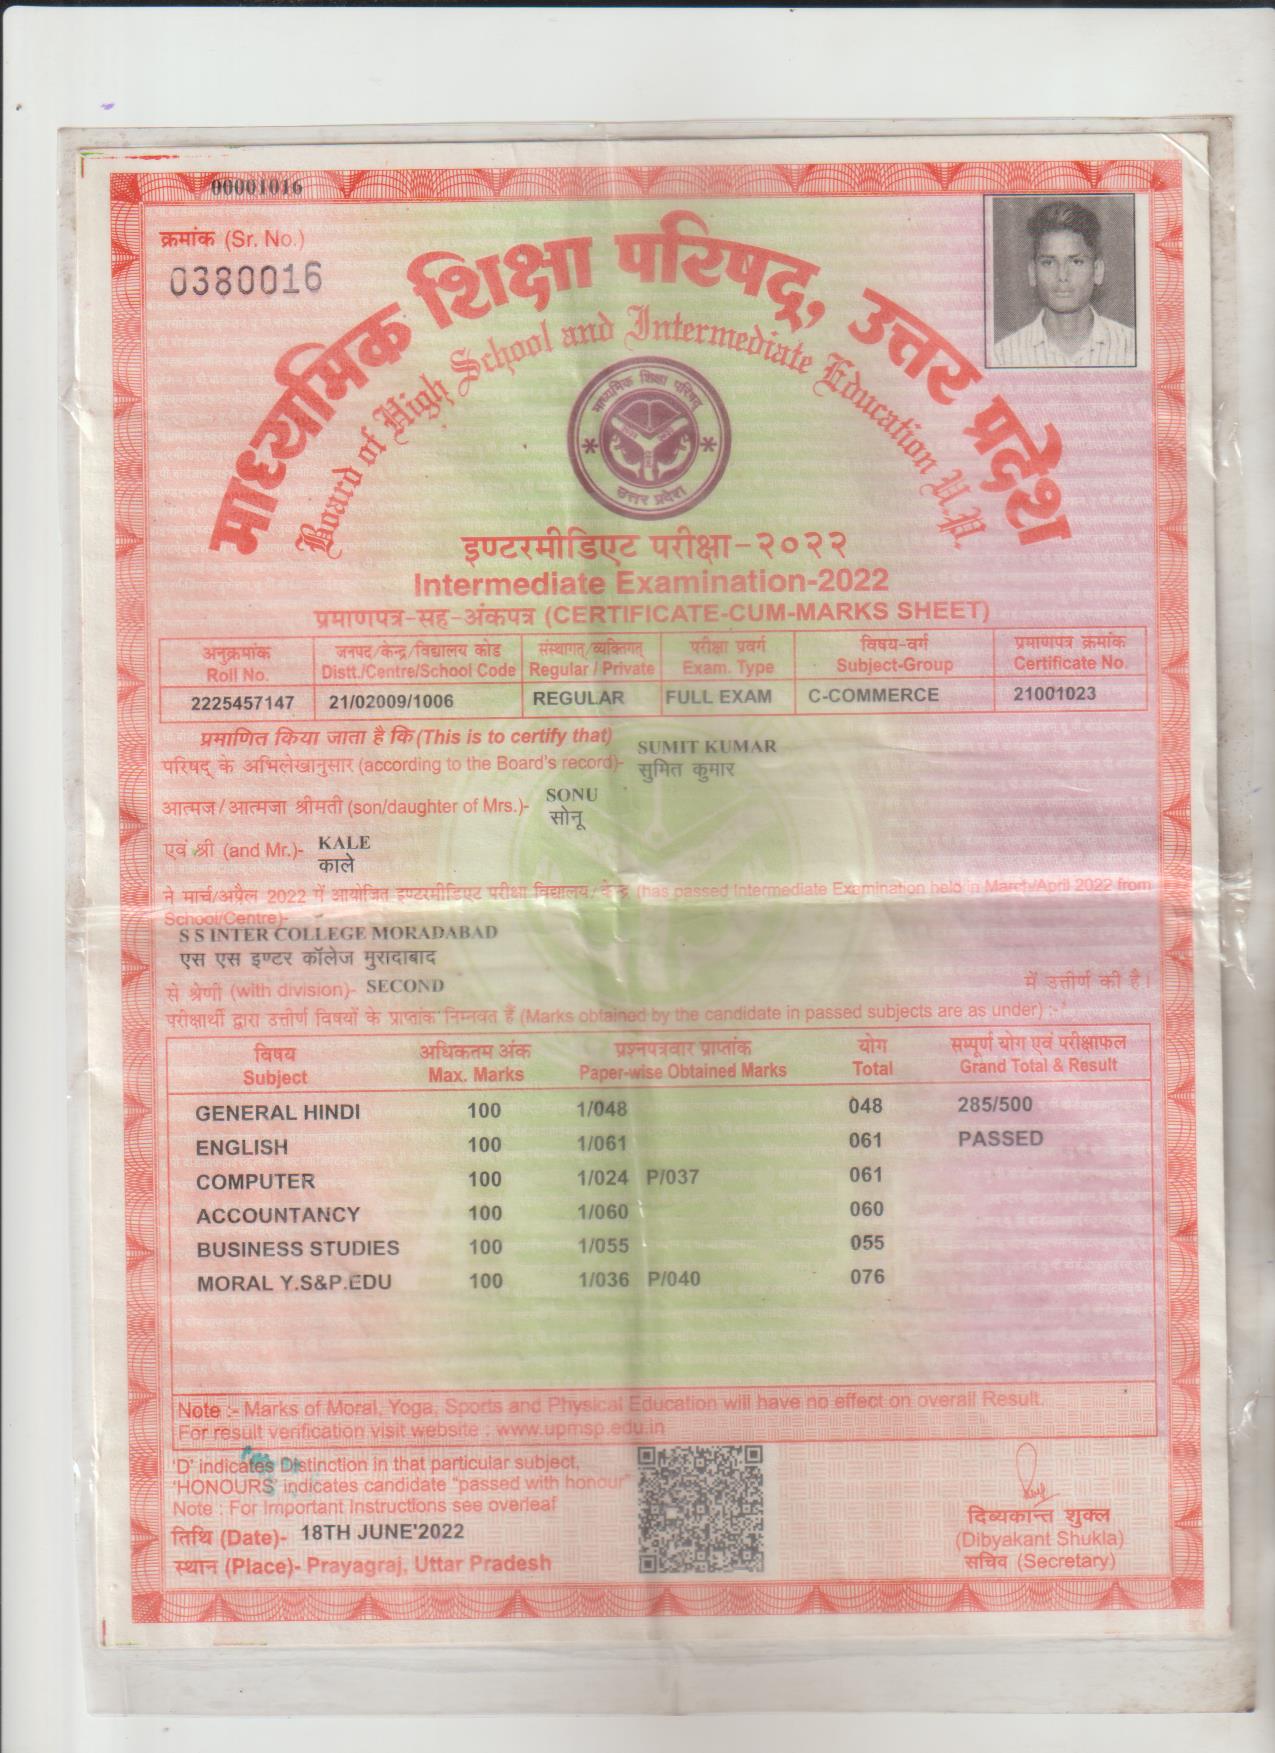 00001016
क्रमांक (Sr. No.)
0380016
माध्यमिक शिक्षा परिषद्, उत्तर प्रदेश
Board of High School and Intermediate Education U.P.
माध्यमिक शिक्षा परिषद्
उत्तर प्रदेश
इण्टरमीडिएट परीक्षा-२०२२
Intermediate Examination-2022
प्रमाणपत्र-सह-अंकपत्र (CERTIFICATE-CUM-MARKS SHEET)
अनुक्रमांक जनपद/केन्द्र/विद्यालय कोड संस्थागत्/व्यक्तिगत् परीक्षा प्रवर्ग विषय-वर्ग प्रमाणपत्र क्रमांक
Roll No. Distt./Centre/School Code Regular / Private Exam. Type Subject-Group Certificate No.
2225457147 21/02009/1006 REGULAR FULL EXAM C-COMMERCE 21001023
प्रमाणित किया जाता है कि (This is to certify that) SUMIT KUMAR
परिषद् के अभिलेखानुसार (according to the Board's record)- सुमित कुमार
SONU
आत्मज/आत्मजा श्रीमती (son/daughter of Mrs.)- सोनू
एवं श्री (and Mr.)- KALE
काले
ने मार्च/अप्रैल 2022 में आयोजित इण्टरमीडिएट परीक्षा विद्यालय/केन्द्र (has passed Intermediate Examination held in March/April 2022 from
School/Centre)-
S S INTER COLLEGE MORADABAD
एस एस इण्टर कॉलेज मुरादाबाद
से श्रेणी (with division)- SECOND में उत्तीर्ण की है।
परीक्षार्थी द्वारा उत्तीर्ण विषयों के प्राप्तांक निम्नवत हैं (Marks obtained by the candidate in passed subjects are as under) :-
विषय अधिकतम अंक प्रश्नपत्रवार प्राप्तांक योग सम्पूर्ण योग एवं परीक्षाफल
Subject Max. Marks Paper-wise Obtained Marks Total Grand Total & Result
GENERAL HINDI 100 1/048 048 285/500
ENGLISH 100 1/061 061 PASSED
COMPUTER 100 1/024 P/037 061
ACCOUNTANCY 100 1/060 060
BUSINESS STUDIES 100 1/055 055
MORAL Y.S&P.EDU 100 1/036 P/040 076
Note :- Marks of Moral, Yoga, Sports and Physical Education will have no effect on overall Result.
For result verification visit website : www.upmsp.edu.in
'D' indicates Distinction in that particular subject,
'HONOURS' indicates candidate "passed with honour"
Note : For Important Instructions see overleaf
तिथि (Date)- 18TH JUNE'2022
स्थान (Place)- Prayagraj, Uttar Pradesh
दिव्यकान्त शुक्ल
(Dibyakant Shukla)
सचिव (Secretary)